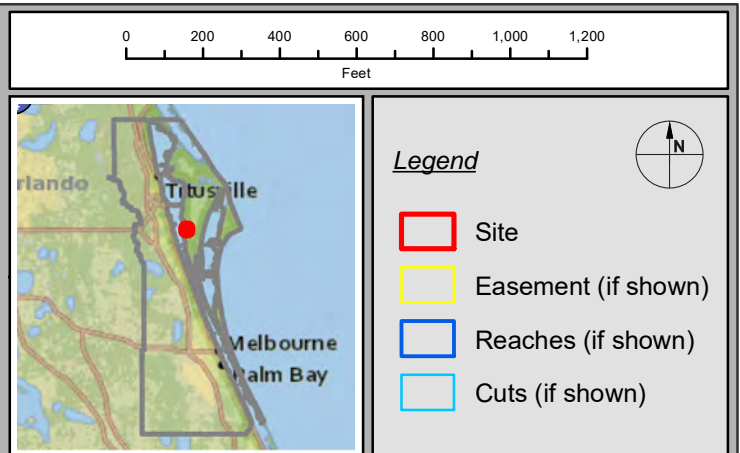 0 200 400 600 800 1,000 1,200
Feet
rlando
Titusville
Melbourne
Palm Bay
Legend
N
Site
Easement (if shown)
Reaches (if shown)
Cuts (if shown)